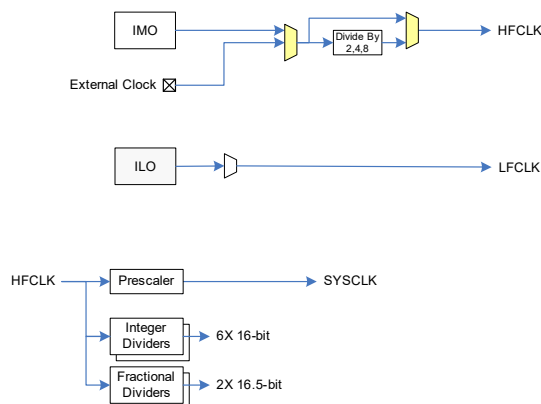 IMO
Divide By
2,4,8
HFCLK
External Clock
ILO
LFCLK
HFCLK
Prescaler
SYSCLK
Integer
Dividers
6X 16-bit
Fractional
Dividers
2X 16.5-bit